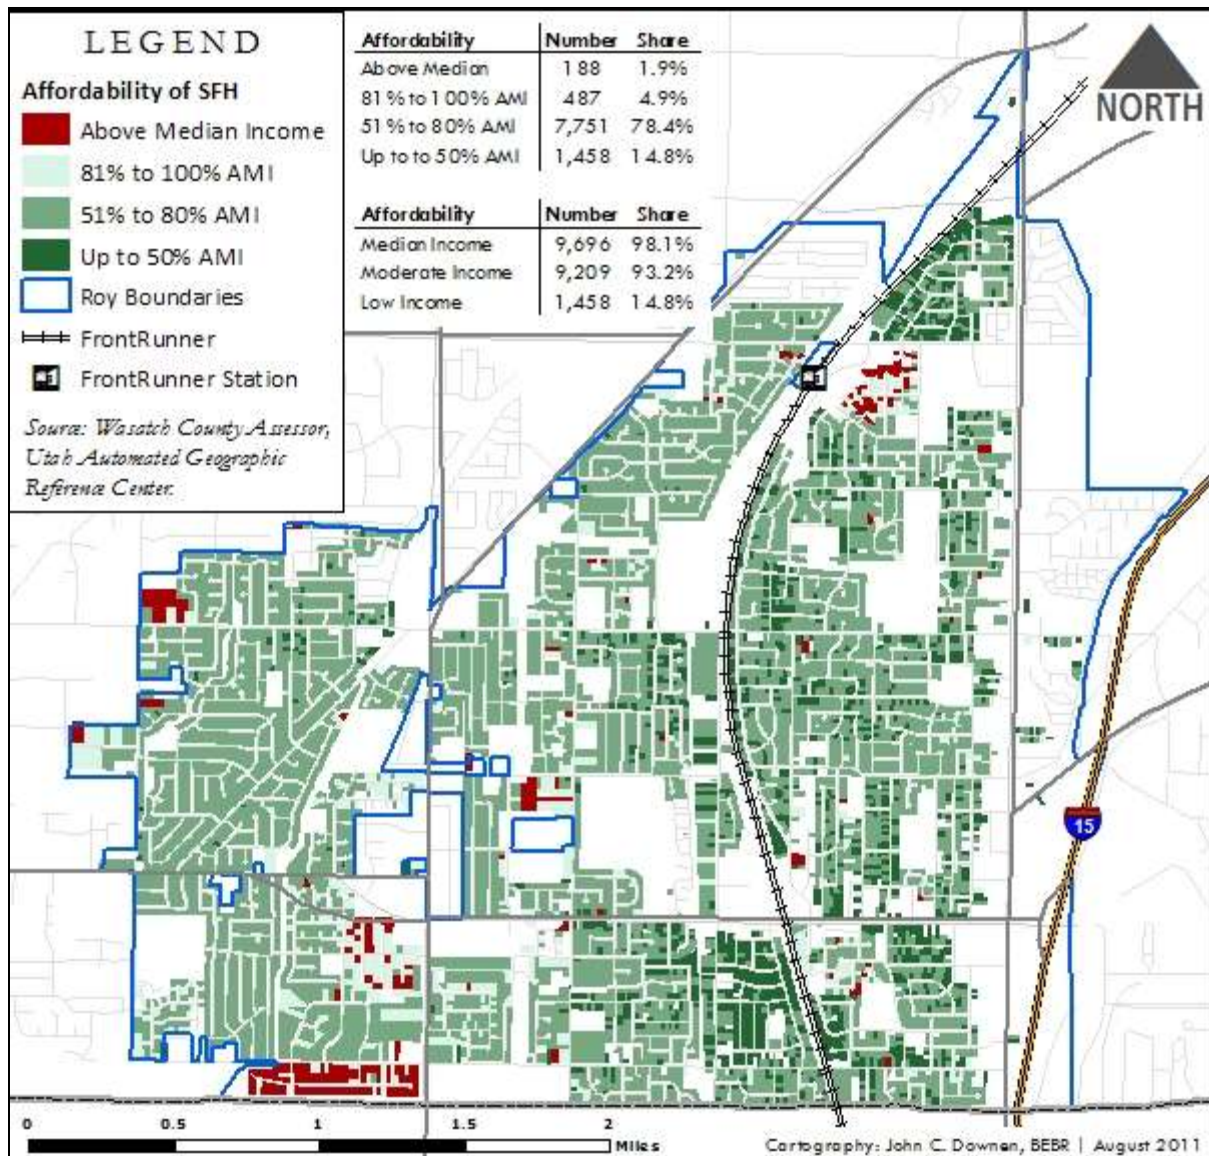 LEGEND
Affordability of SFH
Above Median Income
81% to 100% AMI
51% to 80% AMI
Up to 50% AMI
Roy Boundaries
FrontRunner
FrontRunner Station
Source: Wasatch County Assessor,
Utah Automated Geographic
Reference Center.
Affordability Number Share
Above Median 188 1.9%
81% to 100% AMI 487 4.9%
51% to 80% AMI 7,751 78.4%
Up to to 50% AMI 1,458 14.8%
Affordability Number Share
Median Income 9,696 98.1%
Moderate Income 9,209 93.2%
Low Income 1,458 14.8%
NORTH
15
0 0.5 1 1.5 2
Miles
Cartography: John C. Downen, BEBR | August 2011